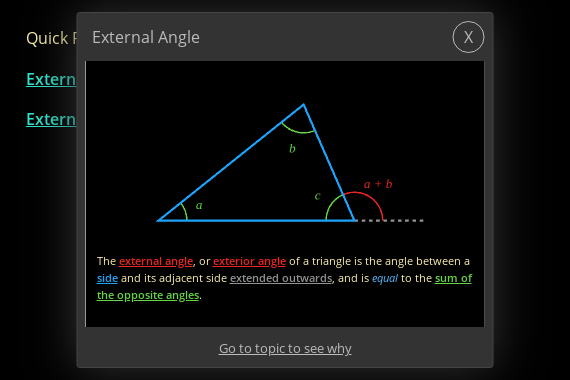 Quick
External Angle
X
Extern
Extern
b
a
c
a + b
The external angle, or exterior angle of a triangle is the angle between a
side and its adjacent side extended outwards, and is equal to the sum of
the opposite angles.
Go to topic to see why